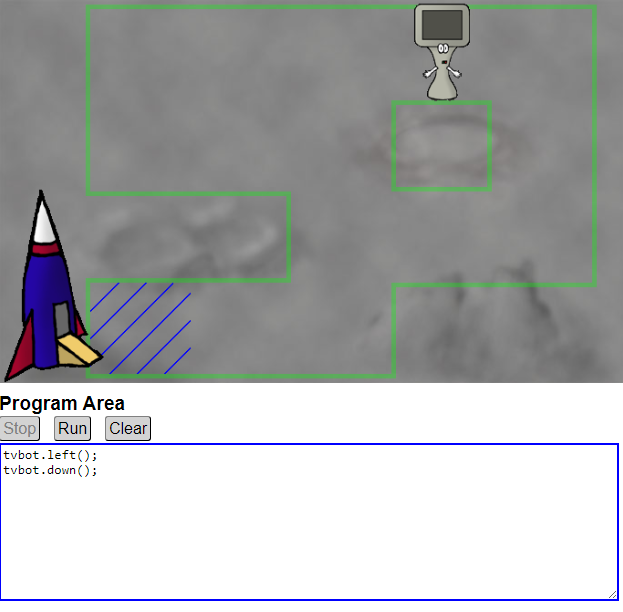 Program Area
Stop Run Clear
tvbot.left();
tvbot.down();